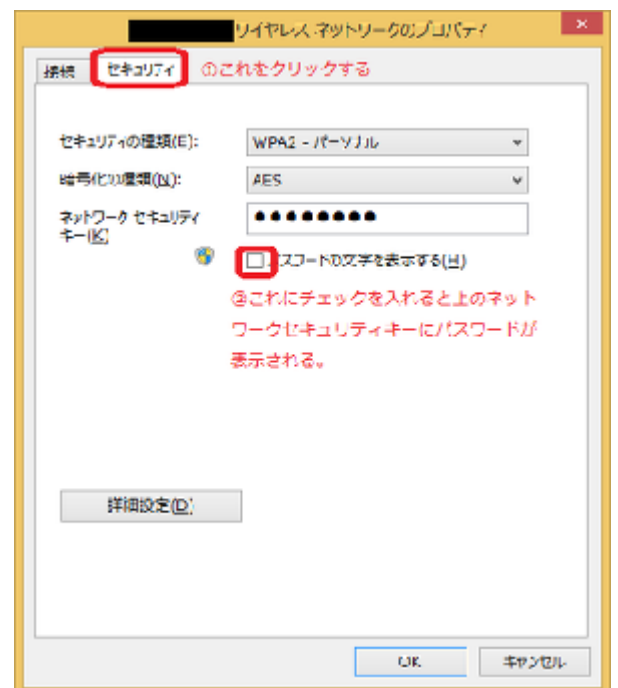 ワイヤレス ネットワークのプロパティ
接続 セキュリティ ①これをクリックする
セキュリティの種類(E): WPA2 - パーソナル
暗号化の種類(N): AES
ネットワーク セキュリティ ●●●●●●●●
キー(K)
パスワードの文字を表示する(H)
②これにチェックを入れると上のネット
ワークセキュリティキーにパスワードが
表示される。
詳細設定(D)
OK キャンセル